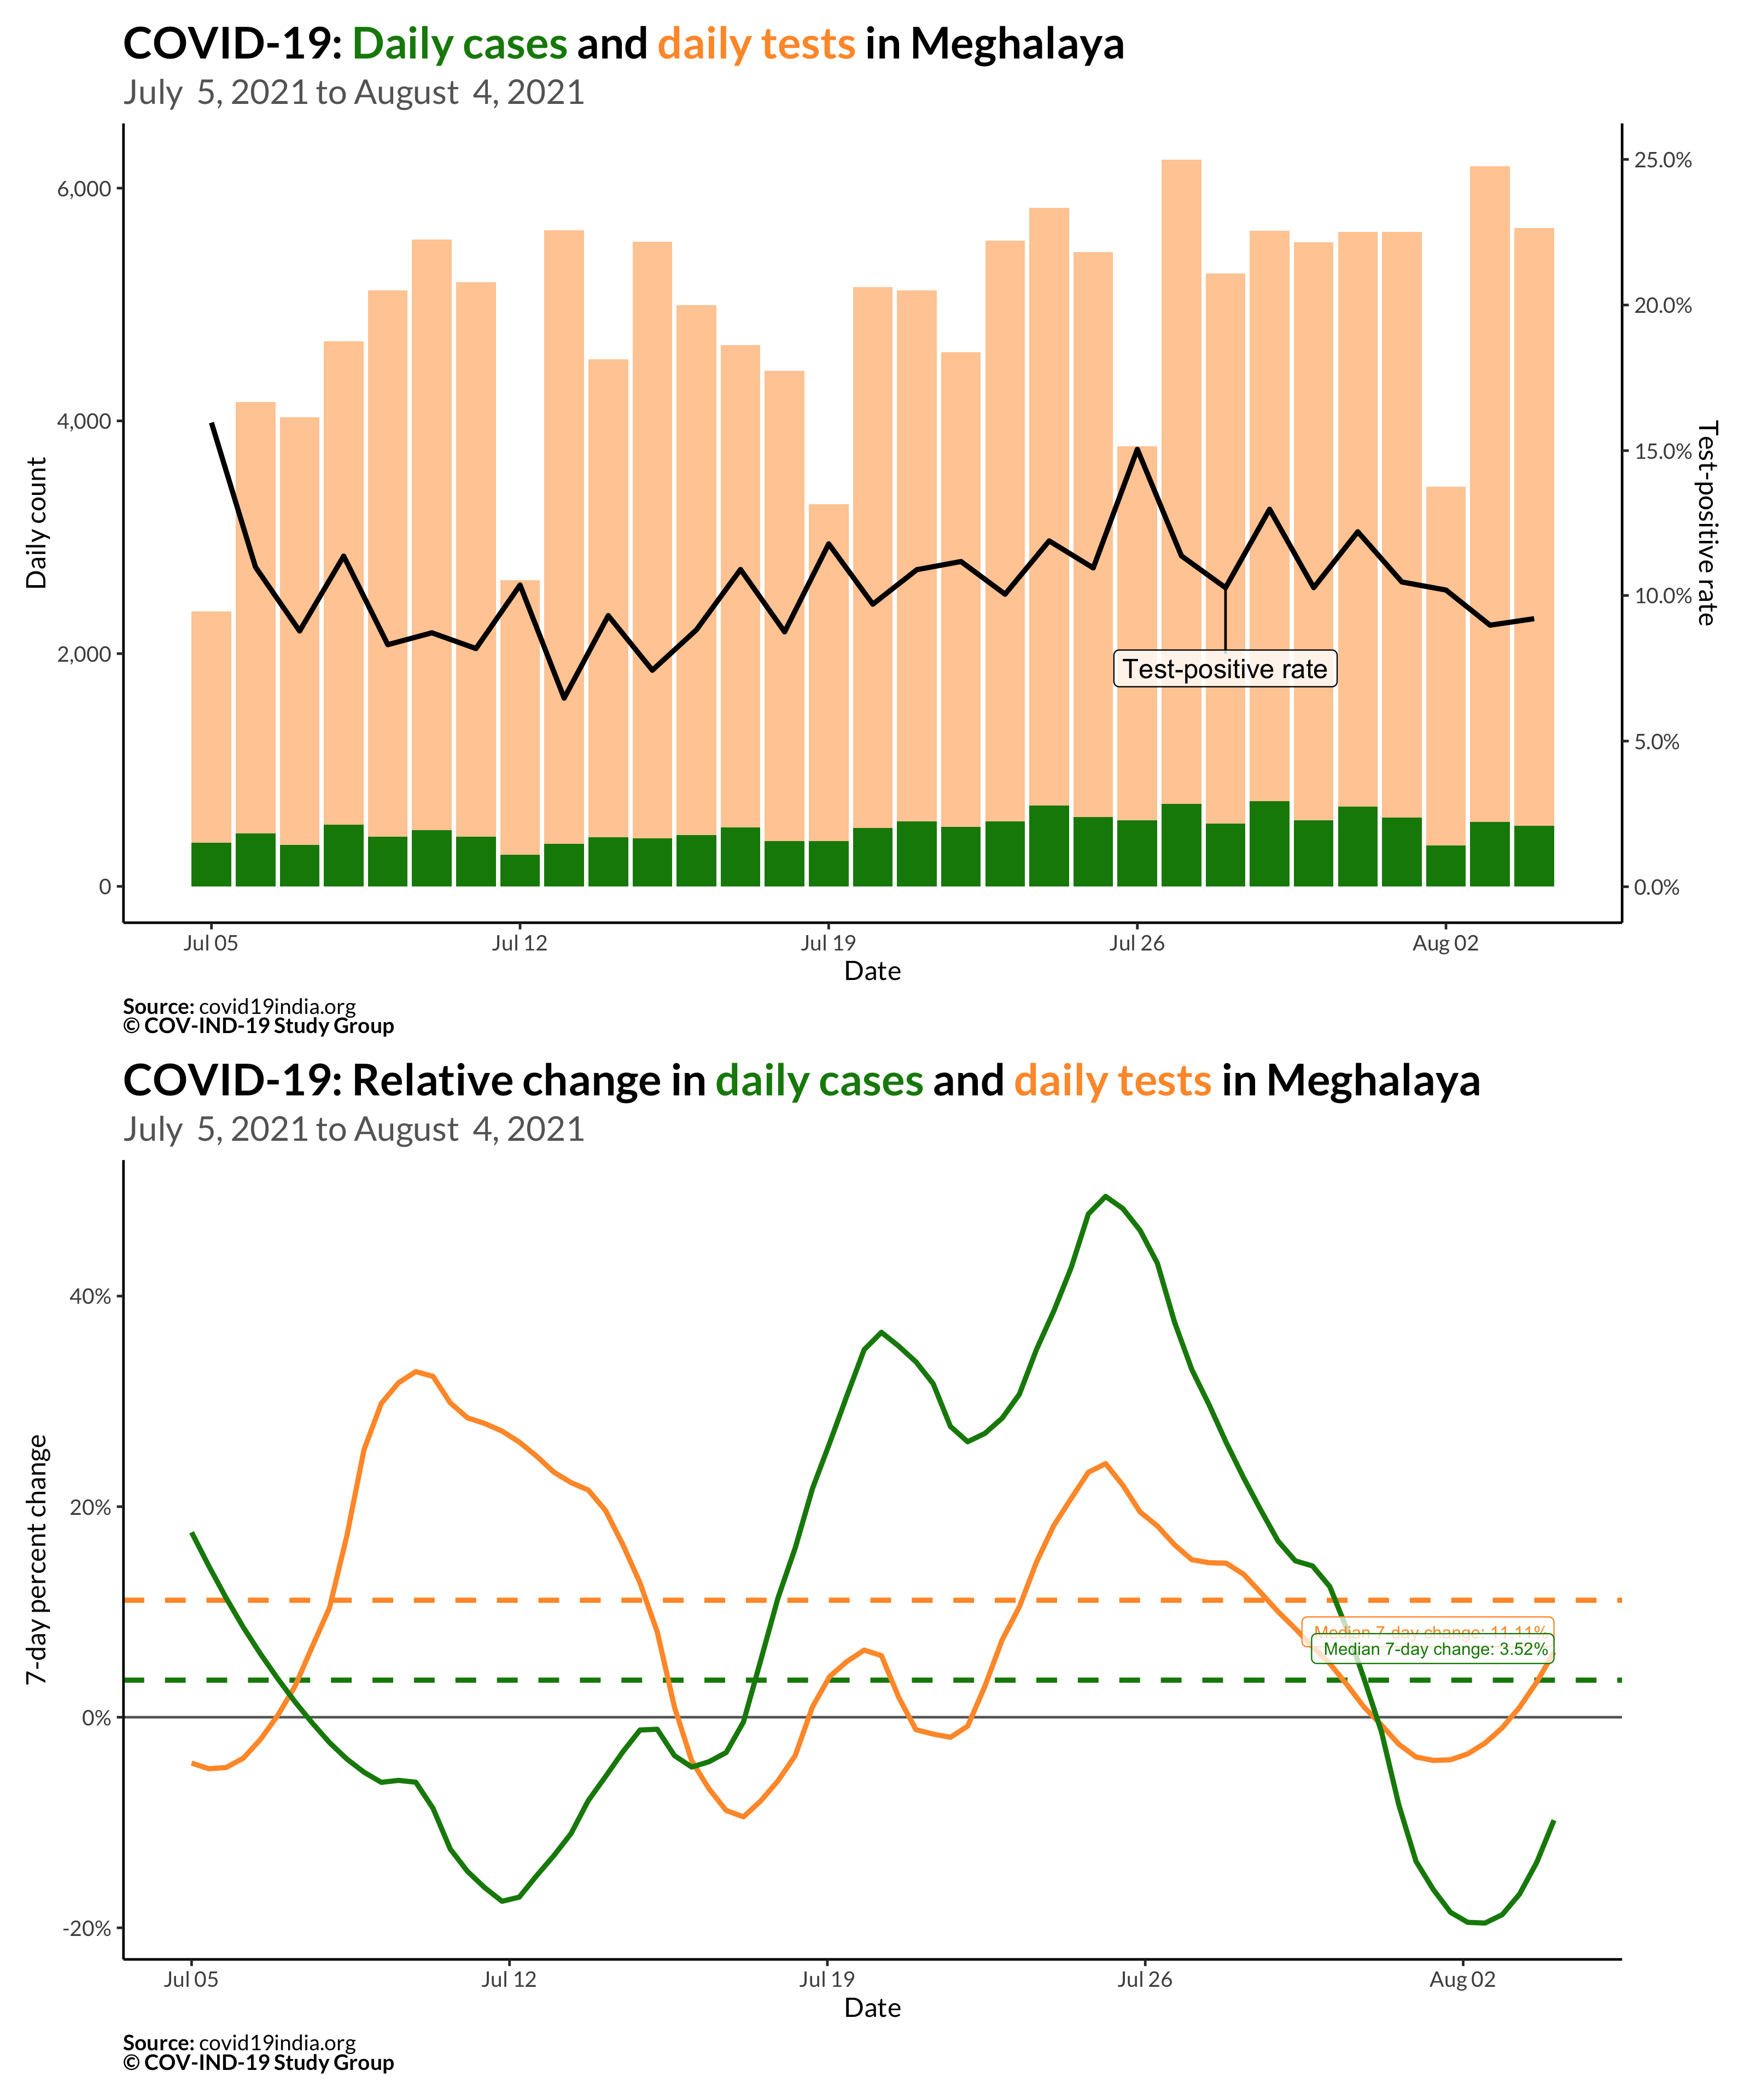 COVID-19: Daily cases and daily tests in Meghalaya
July 5, 2021 to August 4, 2021
6,000
4,000
2,000
0
Daily count
25.0%
20.0%
15.0%
10.0%
5.0%
0.0%
Test-positive rate
Test-positive rate
Jul 05
Jul 12
Jul 19
Jul 26
Aug 02
Date
Source: covid19india.org
© COV-IND-19 Study Group
COVID-19: Relative change in daily cases and daily tests in Meghalaya
July 5, 2021 to August 4, 2021
40%
20%
0%
-20%
7-day percent change
Median 7-day change: 11.11%
Median 7-day change: 3.52%
Jul 05
Jul 12
Jul 19
Jul 26
Aug 02
Date
Source: covid19india.org
© COV-IND-19 Study Group